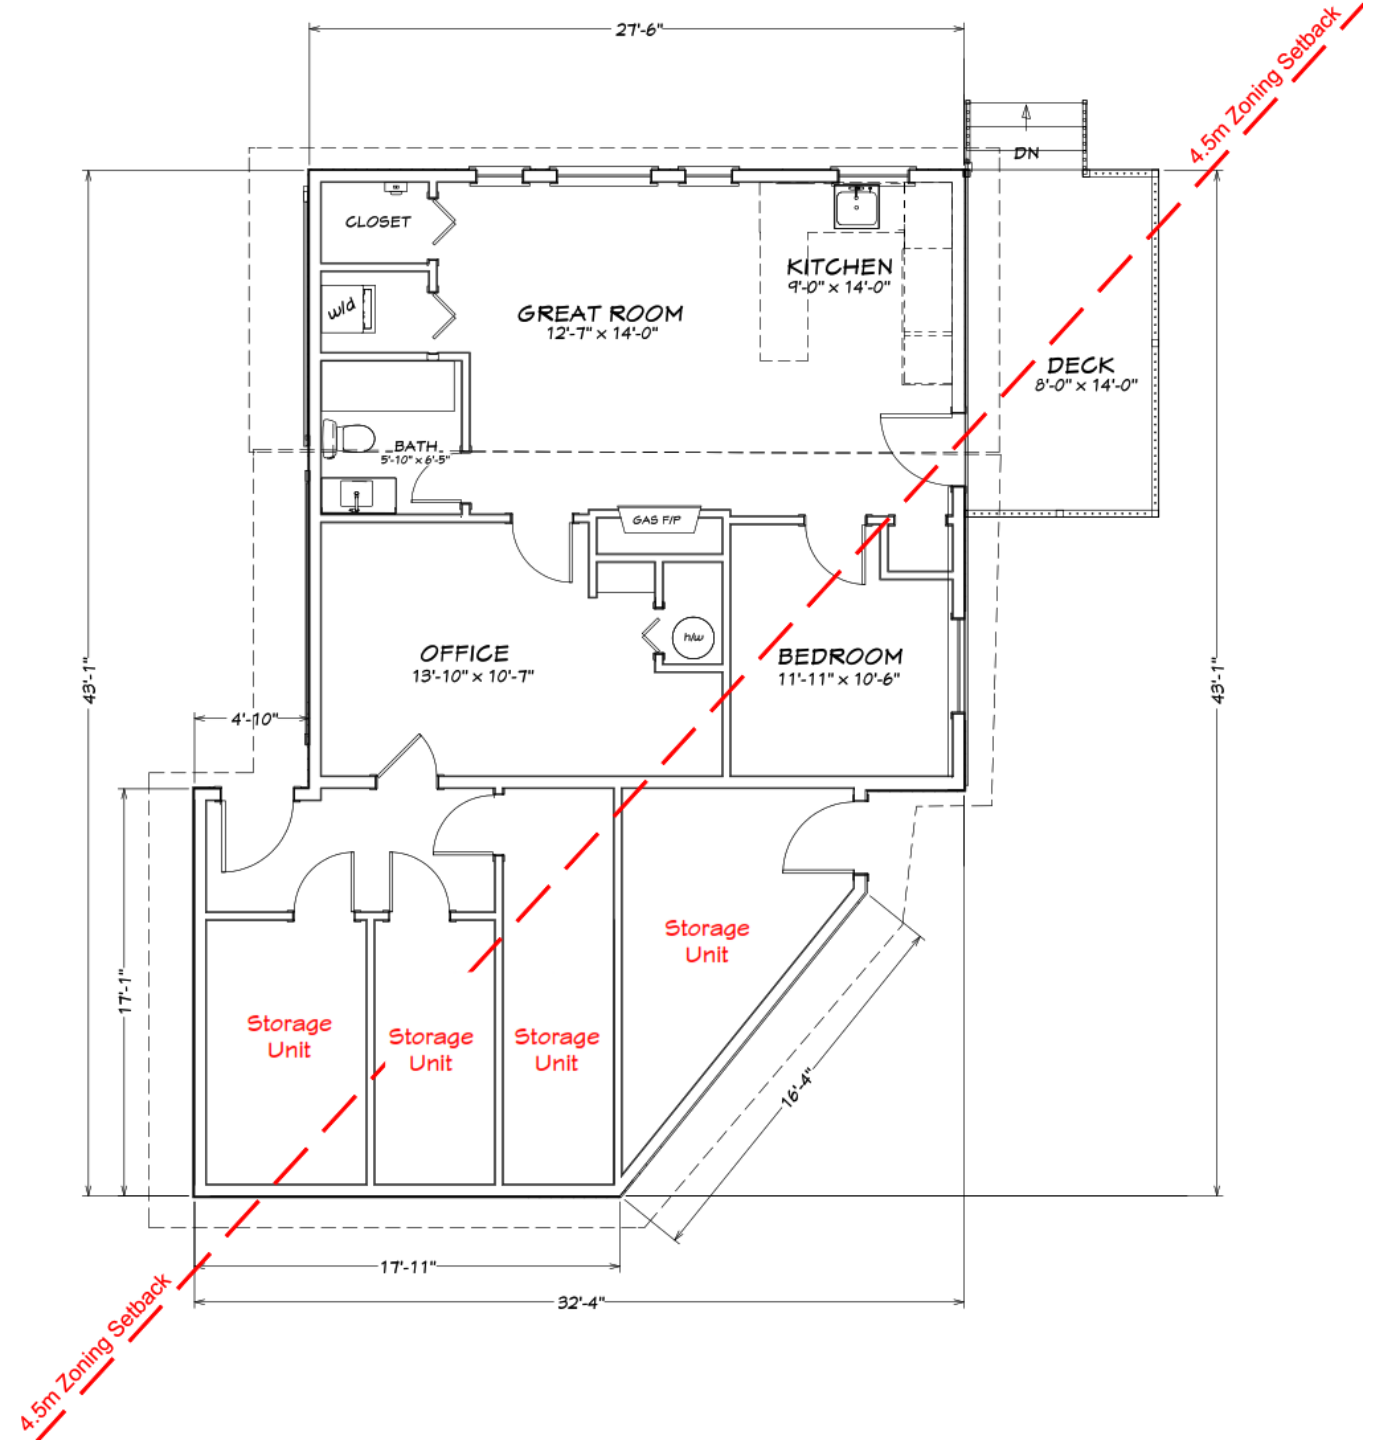 27'-6"
4.5m Zoning Setback
DN
CLOSET
KITCHEN
9'-0" x 14'-0"
w/d
GREAT ROOM
12'-7" x 14'-0"
DECK
8'-0" x 14'-0"
BATH
5'-10" x 6'-5"
GAS F/P
h/w
OFFICE
13'-10" x 10'-7"
BEDROOM
11'-11" x 10'-6"
43'-1"
43'-1"
4'-10"
Storage
Unit
17'-1"
Storage
Unit
Storage
Unit
Storage
Unit
16'-4"
17'-11"
32'-4"
4.5m Zoning Setback